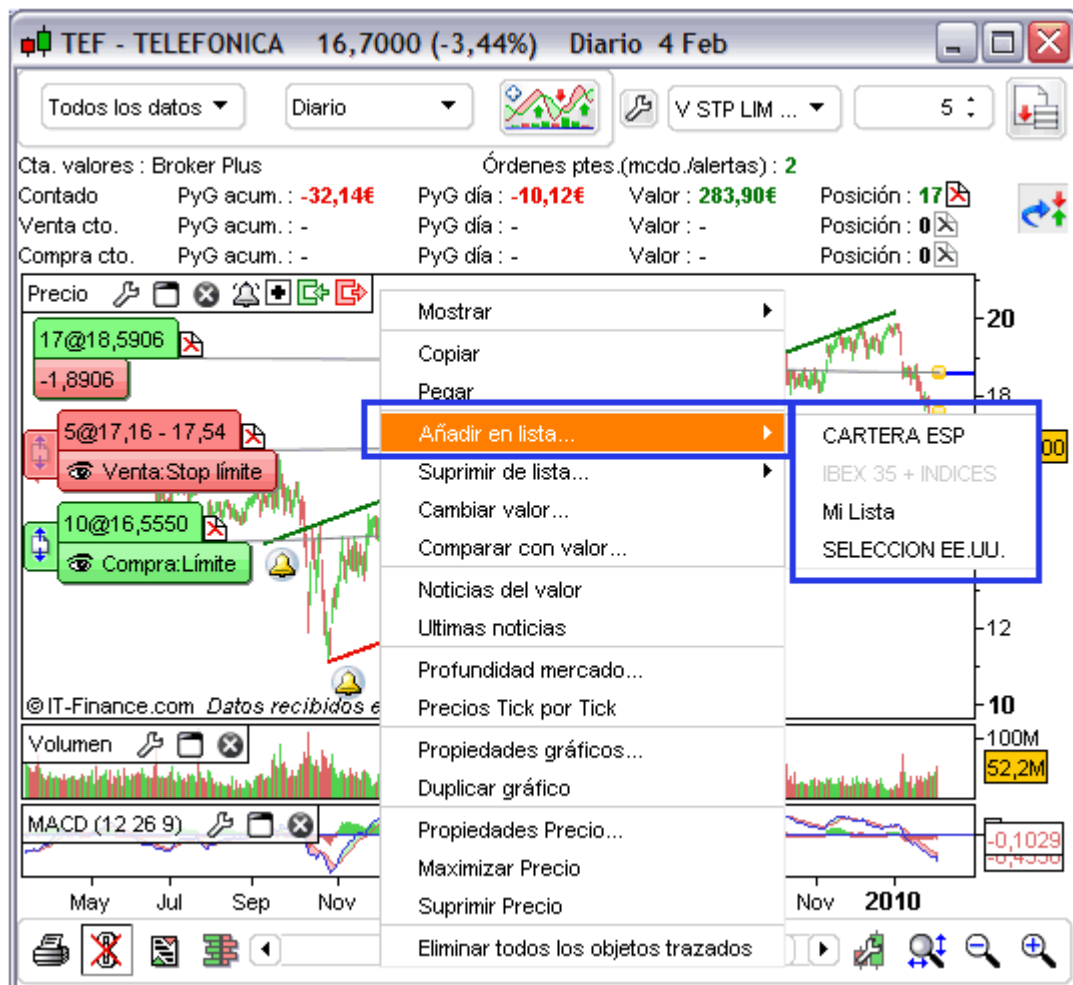 TEF - TELEFONICA 16,7000 (-3,44%) Diario 4 Feb
Todos los datos Diario V STP LIM ... 5
Cta. valores : Broker Plus Órdenes ptes.(mcdo./alertas) : 2
Contado PyG acum. : -32,14€ PyG día : -10,12€ Valor : 283,90€ Posición : 17
Venta cto. PyG acum. : - PyG día : - Valor : - Posición : 0
Compra cto. PyG acum. : - PyG día : - Valor : - Posición : 0
Precio
20
18
00
12
10
17@18,5906
-1,8906
5@17,16 - 17,54
Venta:Stop límite
10@16,5550
Compra:Límite
Mostrar
Copiar
Pegar
Añadir en lista...
Suprimir de lista...
Cambiar valor...
Comparar con valor...
Noticias del valor
Ultimas noticias
Profundidad mercado...
Precios Tick por Tick
Propiedades gráficos...
Duplicar gráfico
Propiedades Precio...
Maximizar Precio
Suprimir Precio
Eliminar todos los objetos trazados
CARTERA ESP
IBEX 35 + INDICES
Mi Lista
SELECCION EE.UU.
© IT-Finance.com Datos recibidos e
Volumen
100M
52,2M
MACD (12 26 9)
-0,1029
May Jul Sep Nov Nov 2010